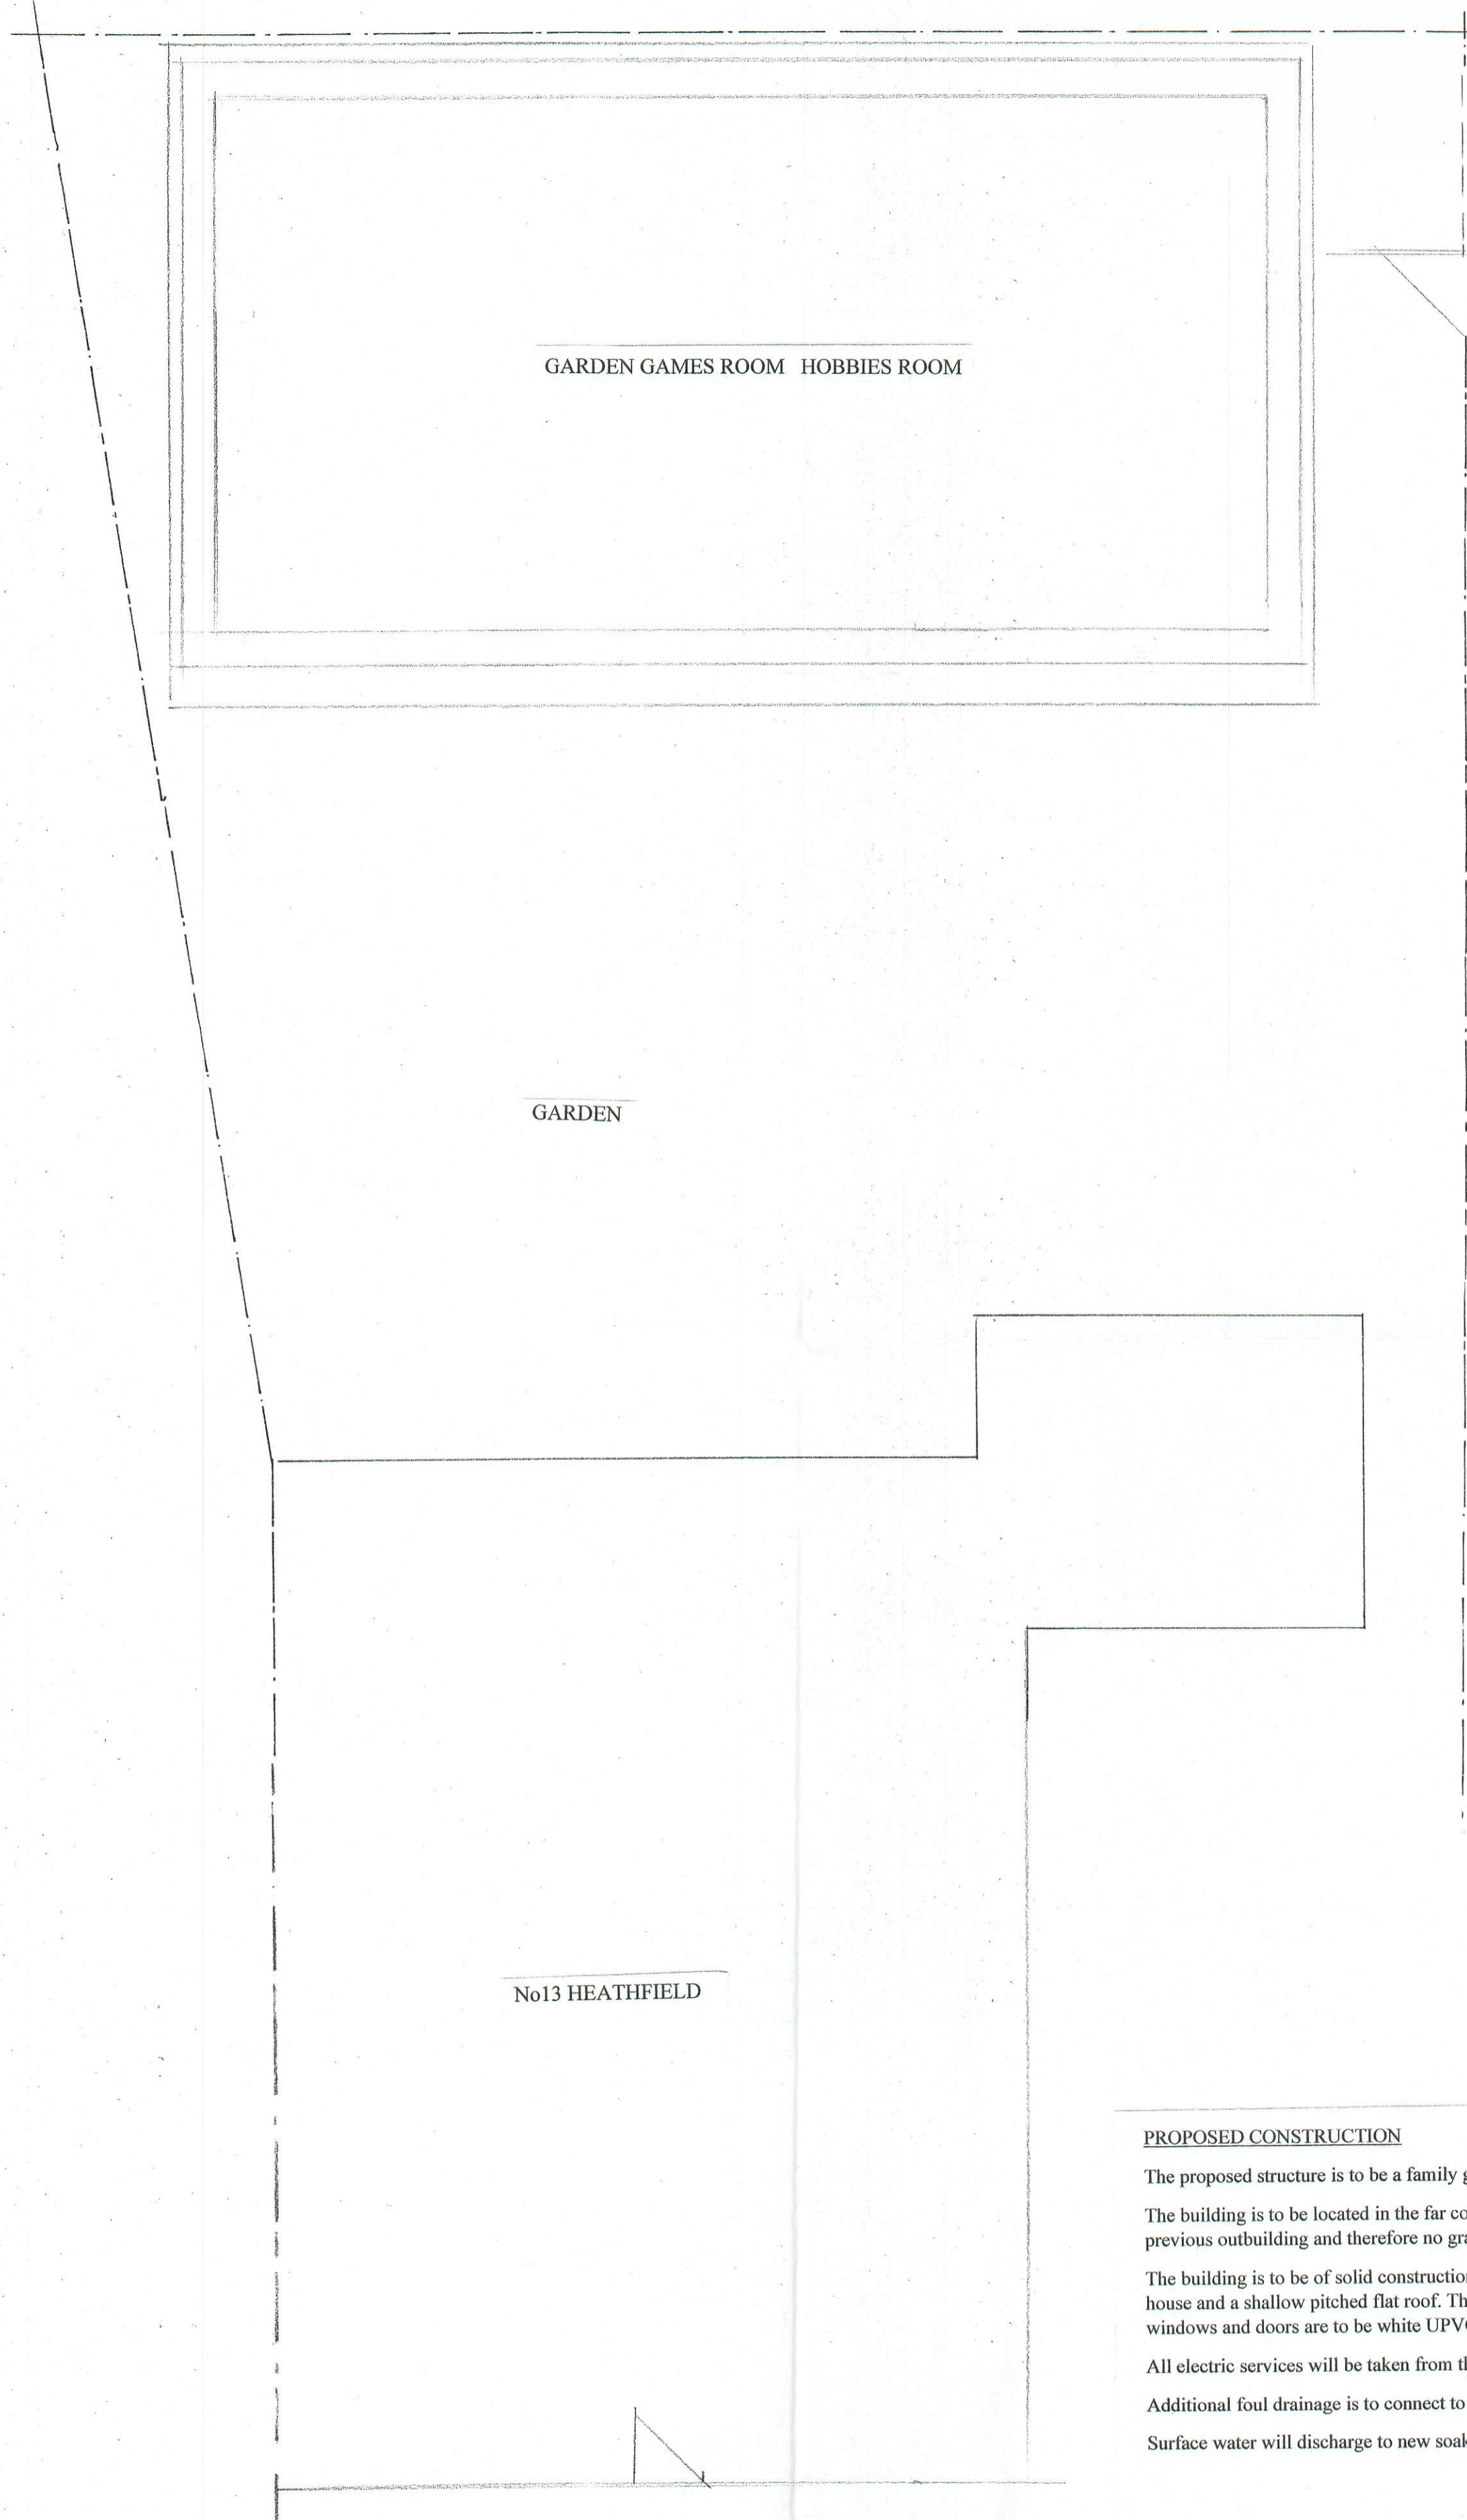 GARDEN GAMES ROOM HOBBIES ROOM
GARDEN
No13 HEATHFIELD
PROPOSED CONSTRUCTION
The proposed structure is to be a family
The building is to be located in the far
previous outbuilding and therefore no
The building is to be of solid
house and a shallow pitched flat roof.
windows and doors are to be white
All electric services will be taken from
Additional foul drainage is to connect to
Surface water will discharge to new